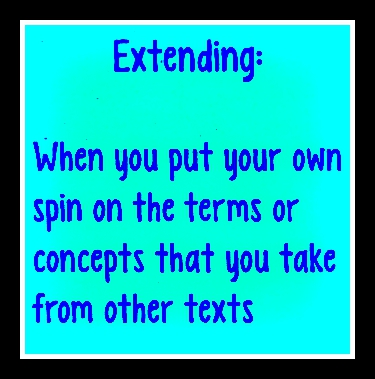 Extending:
When you put your own
spin on the terms or
concepts that you take
from other texts